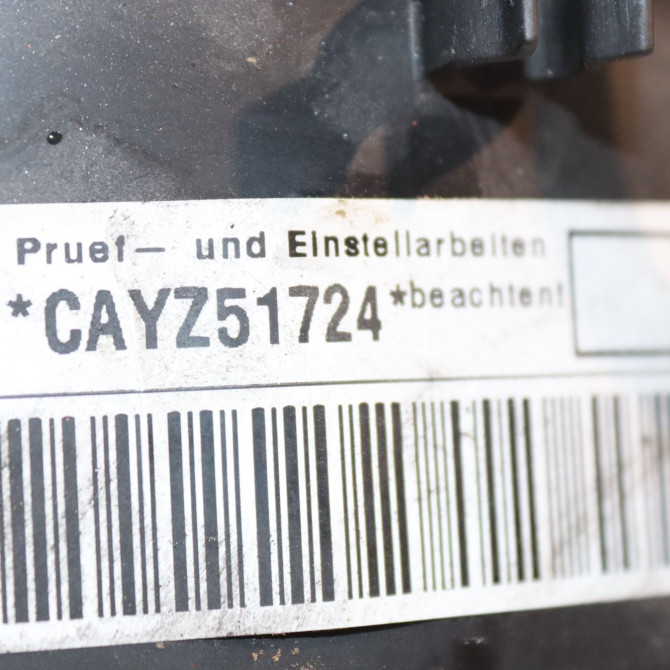 Pruef- und Einstellarbeiten
*CAYZ51724*beachten!